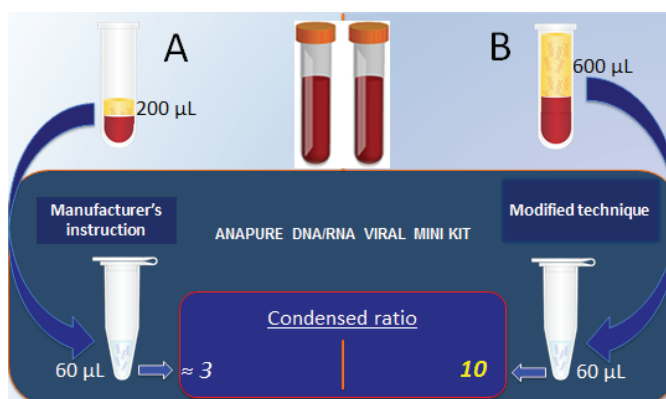 A
B
200 µL
600 µL
Manufacturer's
instruction
ANAPURE DNA/RNA VIRAL MINI KIT
Modified technique
Condensed ratio
60 µL
≈ 3
10
60 µL